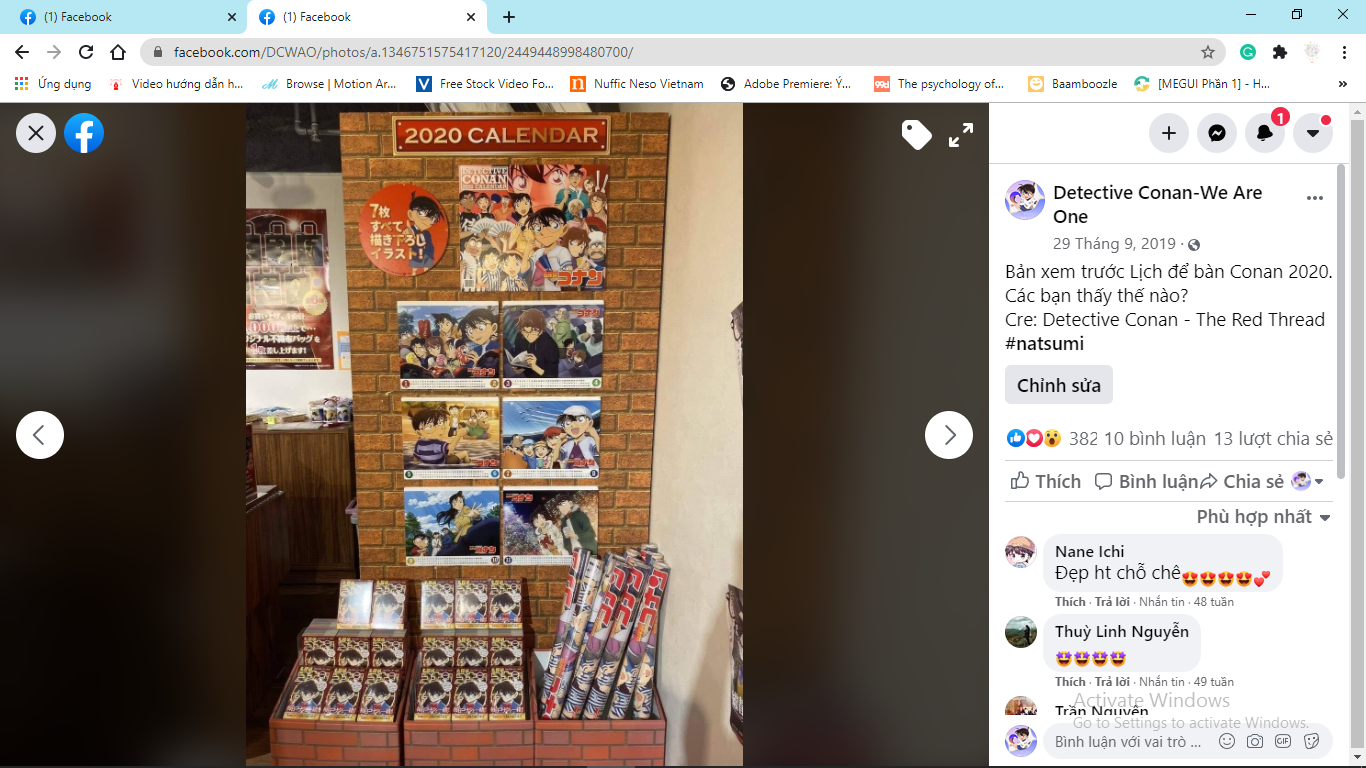 (1) Facebook
(1) Facebook
facebook.com/DCWAO/photos/a.1346751575417120/2449448998480700/
Ứng dụng
Video hướng dẫn h...
Browse | Motion Ar...
Free Stock Video Fo...
Nuffic Neso Vietnam
Adobe Premiere: Ý...
99d
The psychology of...
Baamboozle
[MEGUI Phần 1] - H...
2020 CALENDAR
DETECTIVE
CONAN
2020 CALENDAR
7枚
すべて
描き下ろし
イラスト!
コナン
1
Detective Conan-We Are
One
29 Tháng 9, 2019 ·
Bản xem trước Lịch để bàn Conan 2020.
Các bạn thấy thế nào?
Cre: Detective Conan - The Red Thread
#natsumi
Chỉnh sửa
382 10 bình luận 13 lượt chia sẻ
Thích
Bình luận
Chia sẻ
Phù hợp nhất
Nane Ichi
Đẹp ht chỗ chê😍😍😍😍💕
Thích · Trả lời · Nhắn tin · 48 tuần
Thuỳ Linh Nguyễn
🤩🤩🤩🤩
Thích · Trả lời · Nhắn tin · 49 tuần
Trần Nguyên
Activate Windows
Go to Settings to activate Windows.
Bình luận với vai trò ...
GIF